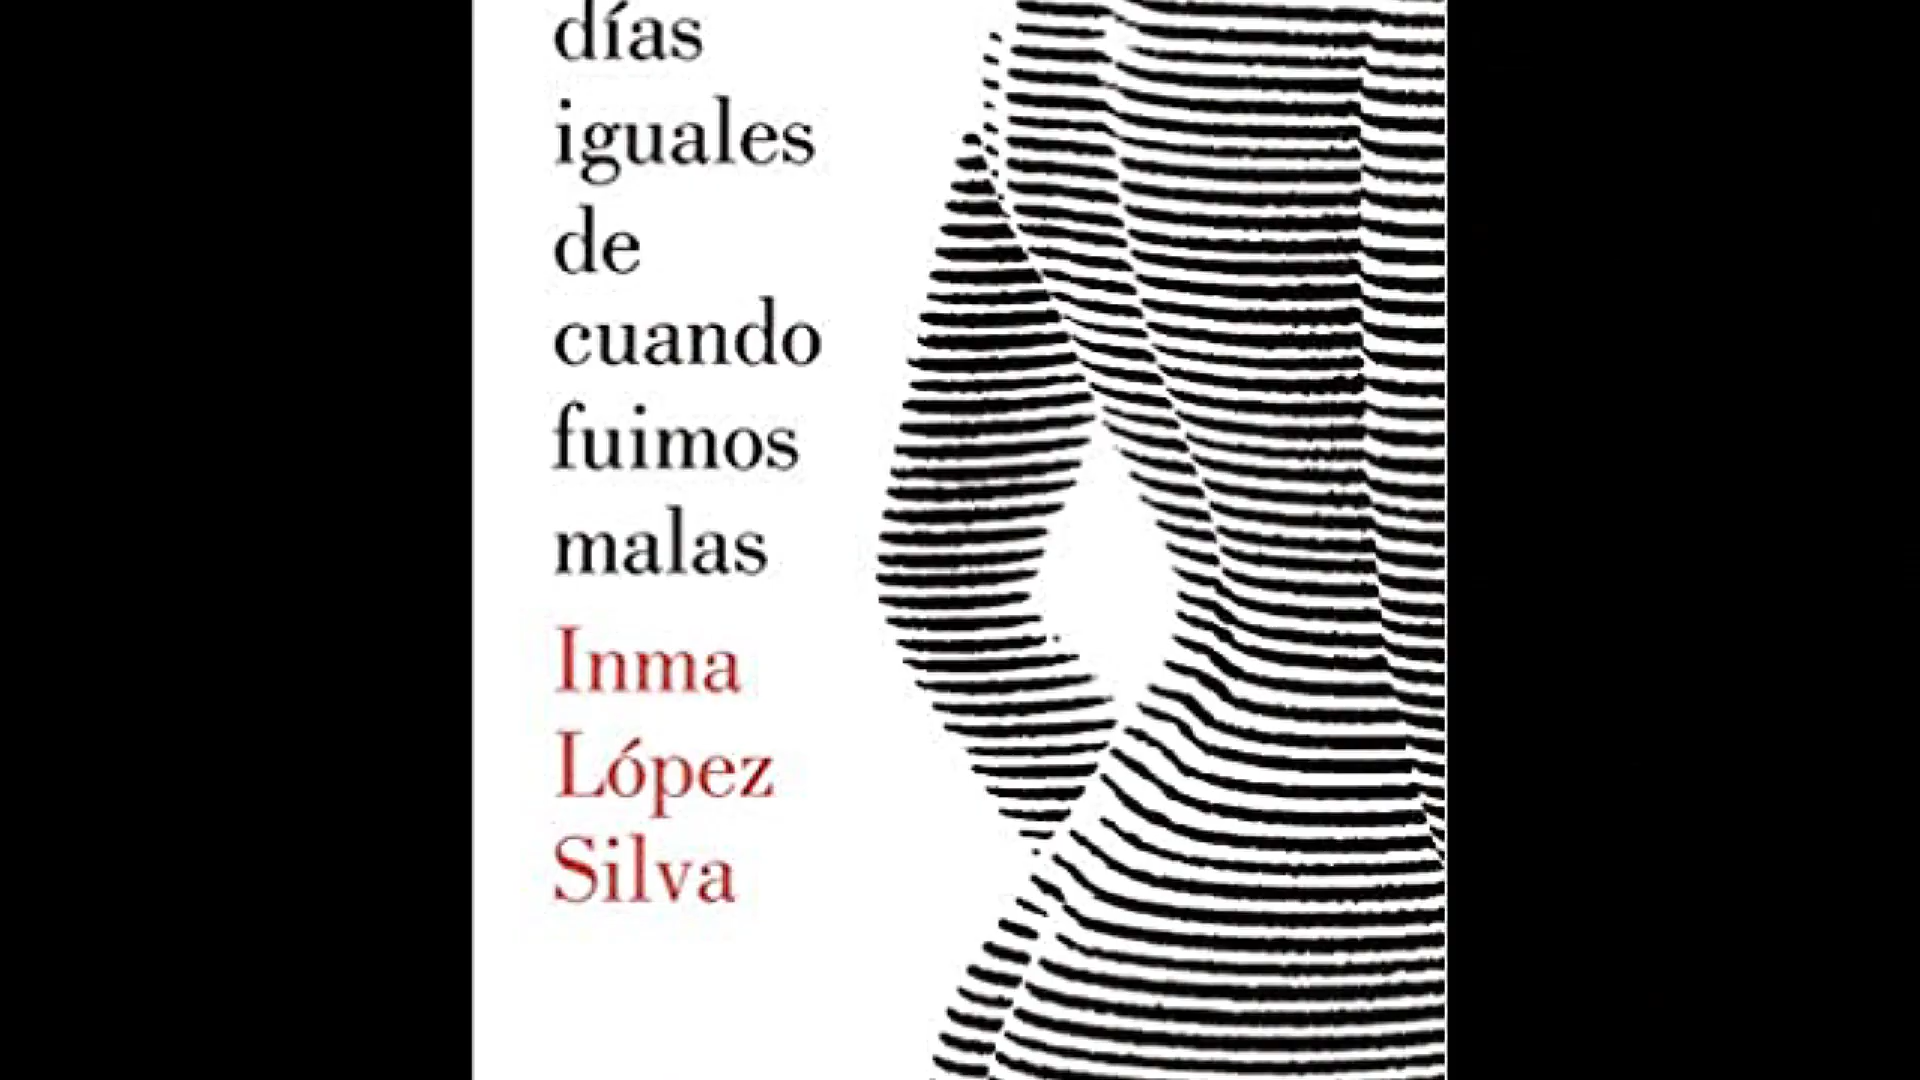 días
iguales
de
cuando
fuimos
malas
Inma
López
Silva